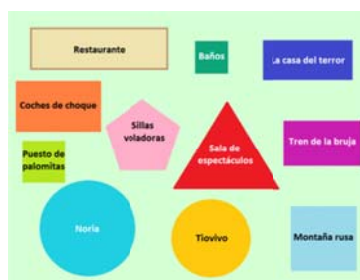 Restaurante
Baños
La casa del terror
Coches de choque
Sillas
voladoras
Sala de
espectáculos
Tren de la bruja
Puesto de
palomitas
Noria
Tiovivo
Montaña rusa